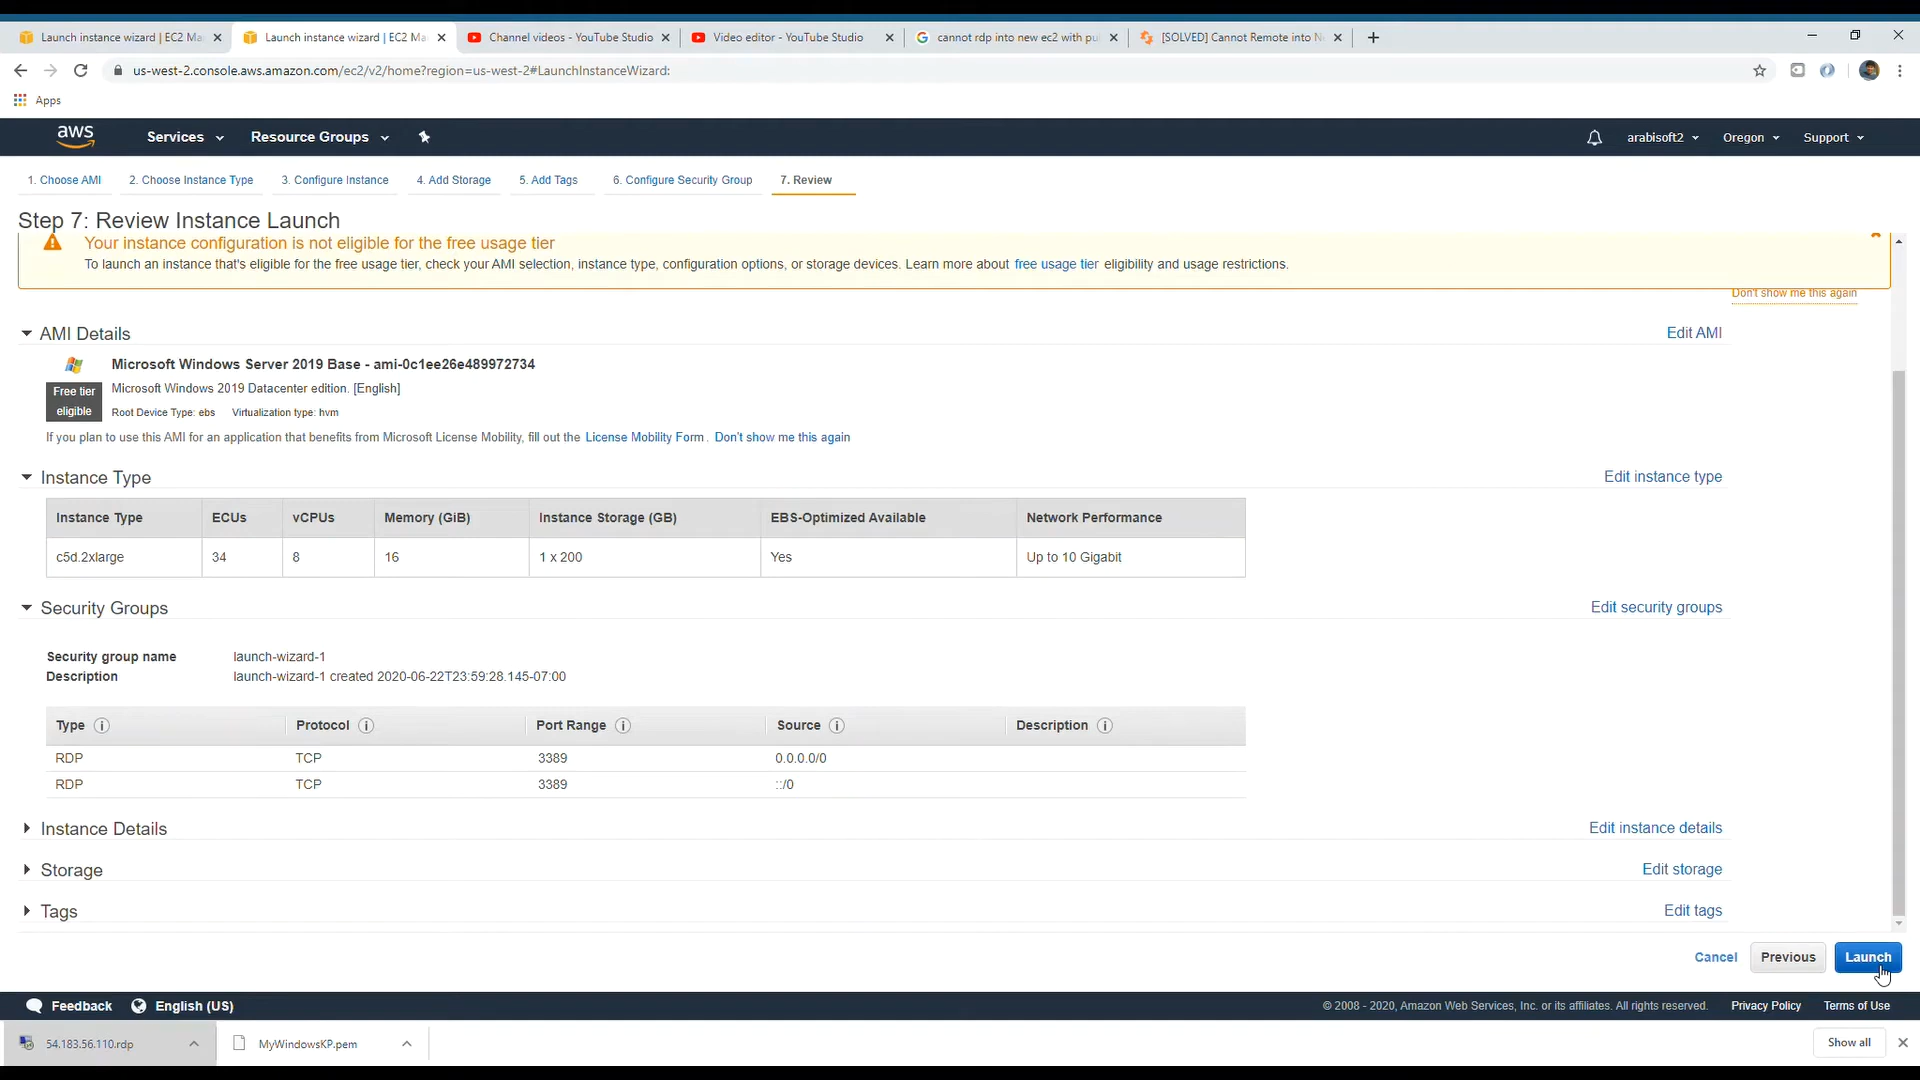 Launch instance wizard | EC2 Ma
Launch instance wizard | EC2 Ma
Channel videos - YouTube Studio
Video editor - YouTube Studio
cannot rdp into new ec2 with pu
[SOLVED] Cannot Remote into N
us-west-2.console.aws.amazon.com/ec2/v2/home?region=us-west-2#LaunchInstanceWizard:
Apps
aws
Services
Resource Groups
arabisoft2
Oregon
Support
1. Choose AMI
2. Choose Instance Type
3. Configure Instance
4. Add Storage
5. Add Tags
6. Configure Security Group
7. Review
Step 7: Review Instance Launch
Your instance configuration is not eligible for the free usage tier
To launch an instance that's eligible for the free usage tier, check your AMI selection, instance type, configuration options, or storage devices. Learn more about free usage tier eligibility and usage restrictions.
Don't show me this again
AMI Details
Edit AMI
Microsoft Windows Server 2019 Base - ami-0c1ee26e489972734
Free tier
eligible
Microsoft Windows 2019 Datacenter edition. [English]
Root Device Type: ebs Virtualization type: hvm
If you plan to use this AMI for an application that benefits from Microsoft License Mobility, fill out the License Mobility Form. Don't show me this again
Instance Type
Edit instance type
Instance Type ECUs vCPUs Memory (GiB) Instance Storage (GB) EBS-Optimized Available Network Performance
c5d.2xlarge 34 8 16 1 x 200 Yes Up to 10 Gigabit
Security Groups
Edit security groups
Security group name launch-wizard-1
Description launch-wizard-1 created 2020-06-22T23:59:28.145-07:00
Type Protocol Port Range Source Description
RDP TCP 3389 0.0.0.0/0
RDP TCP 3389 ::/0
Instance Details
Edit instance details
Storage
Edit storage
Tags
Edit tags
Cancel
Previous
Launch
Feedback
English (US)
© 2008 - 2020, Amazon Web Services, Inc. or its affiliates. All rights reserved.
Privacy Policy
Terms of Use
54.183.56.110.rdp
MyWindowsKP.pem
Show all